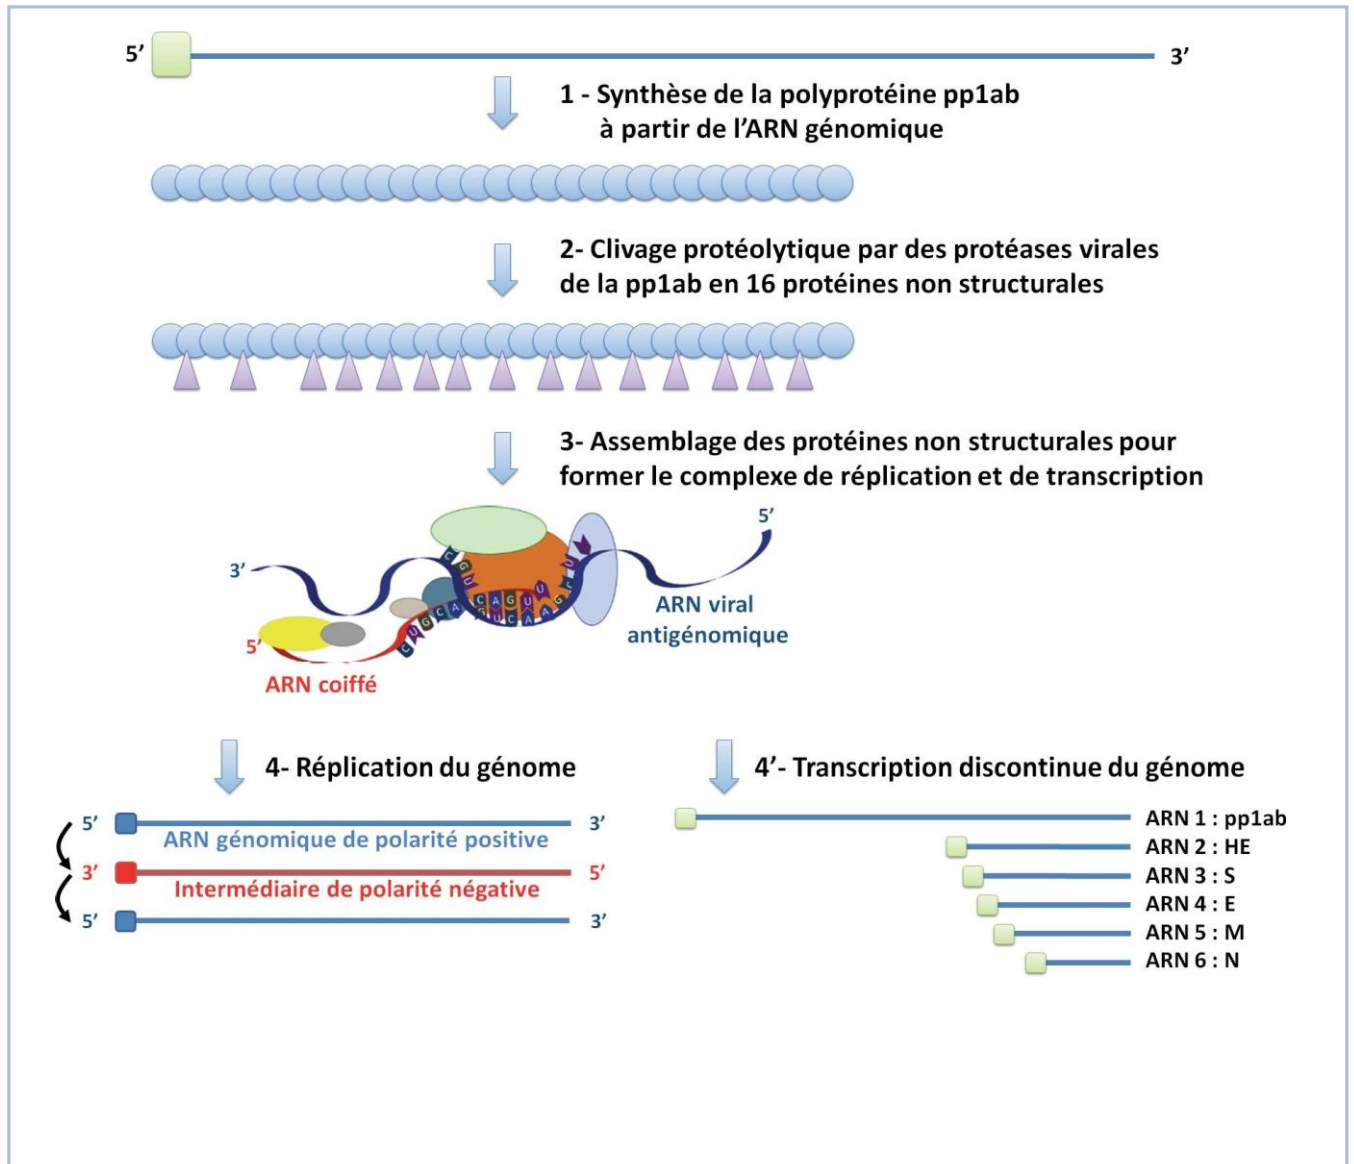 5’ 3’
1 - Synthèse de la polyprotéine pp1ab
à partir de l’ARN génomique
2- Clivage protéolytique par des protéases virales
de la pp1ab en 16 protéines non structurales
3- Assemblage des protéines non structurales pour
former le complexe de réplication et de transcription
5’
3’
C
G
U
U
U
C
C A G U
G U C A A G
C U G C A
ARN viral
antigénomique
5’
ARN coiffé
4- Réplication du génome
5’ 3’
ARN génomique de polarité positive
3’ 5’
Intermédiaire de polarité négative
5’ 3’
4’- Transcription discontinue du génome
ARN 1 : pp1ab
ARN 2 : HE
ARN 3 : S
ARN 4 : E
ARN 5 : M
ARN 6 : N